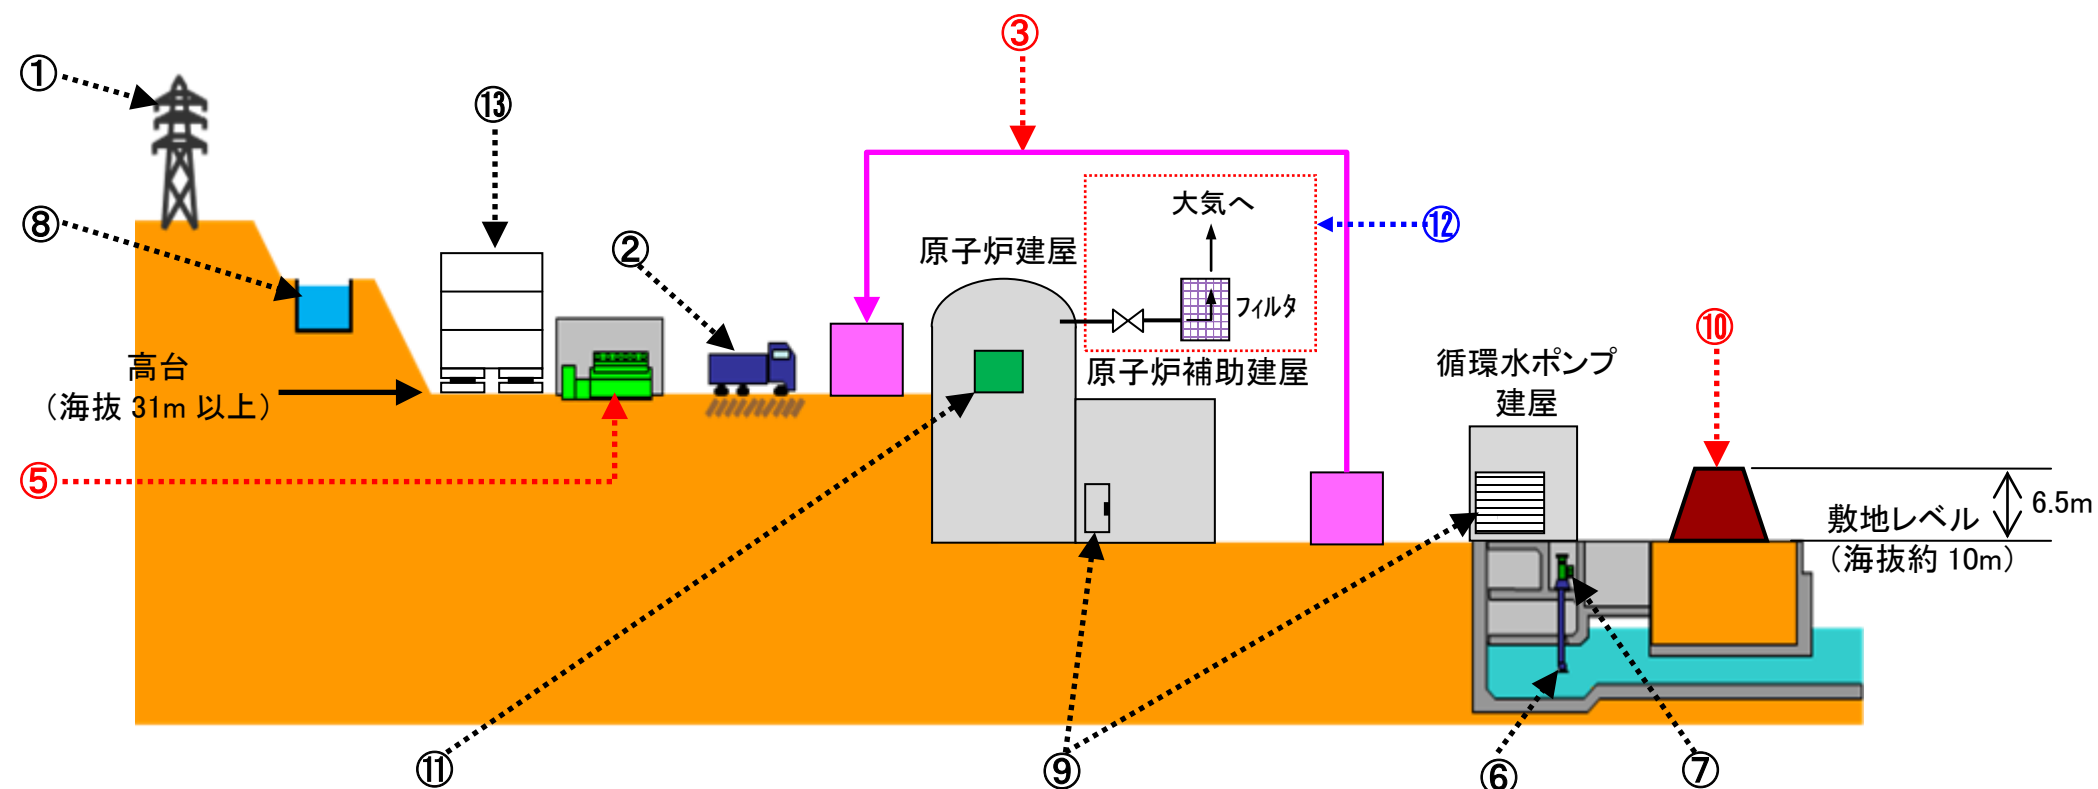 ③
①
⑬
大気へ
⑧
②
⑫
原子炉建屋
フィルタ
⑩
高台
(海抜 31m 以上)
原子炉補助建屋
循環水ポンプ
建屋
⑤
6.5m
敷地レベル
(海抜約 10m)
⑪
⑨
⑥
⑦